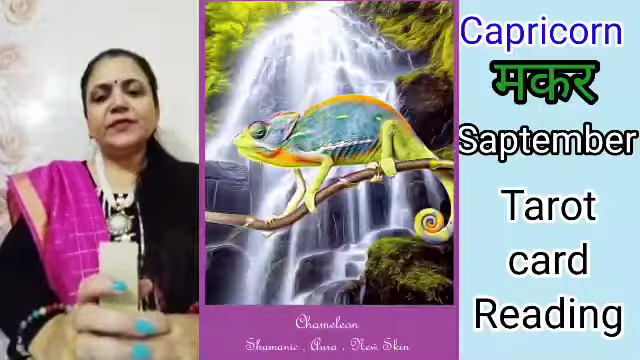 Capricorn
मकर
Saptember
Tarot
card
Reading
Chameleon
Shamanic . Aura . New Skin